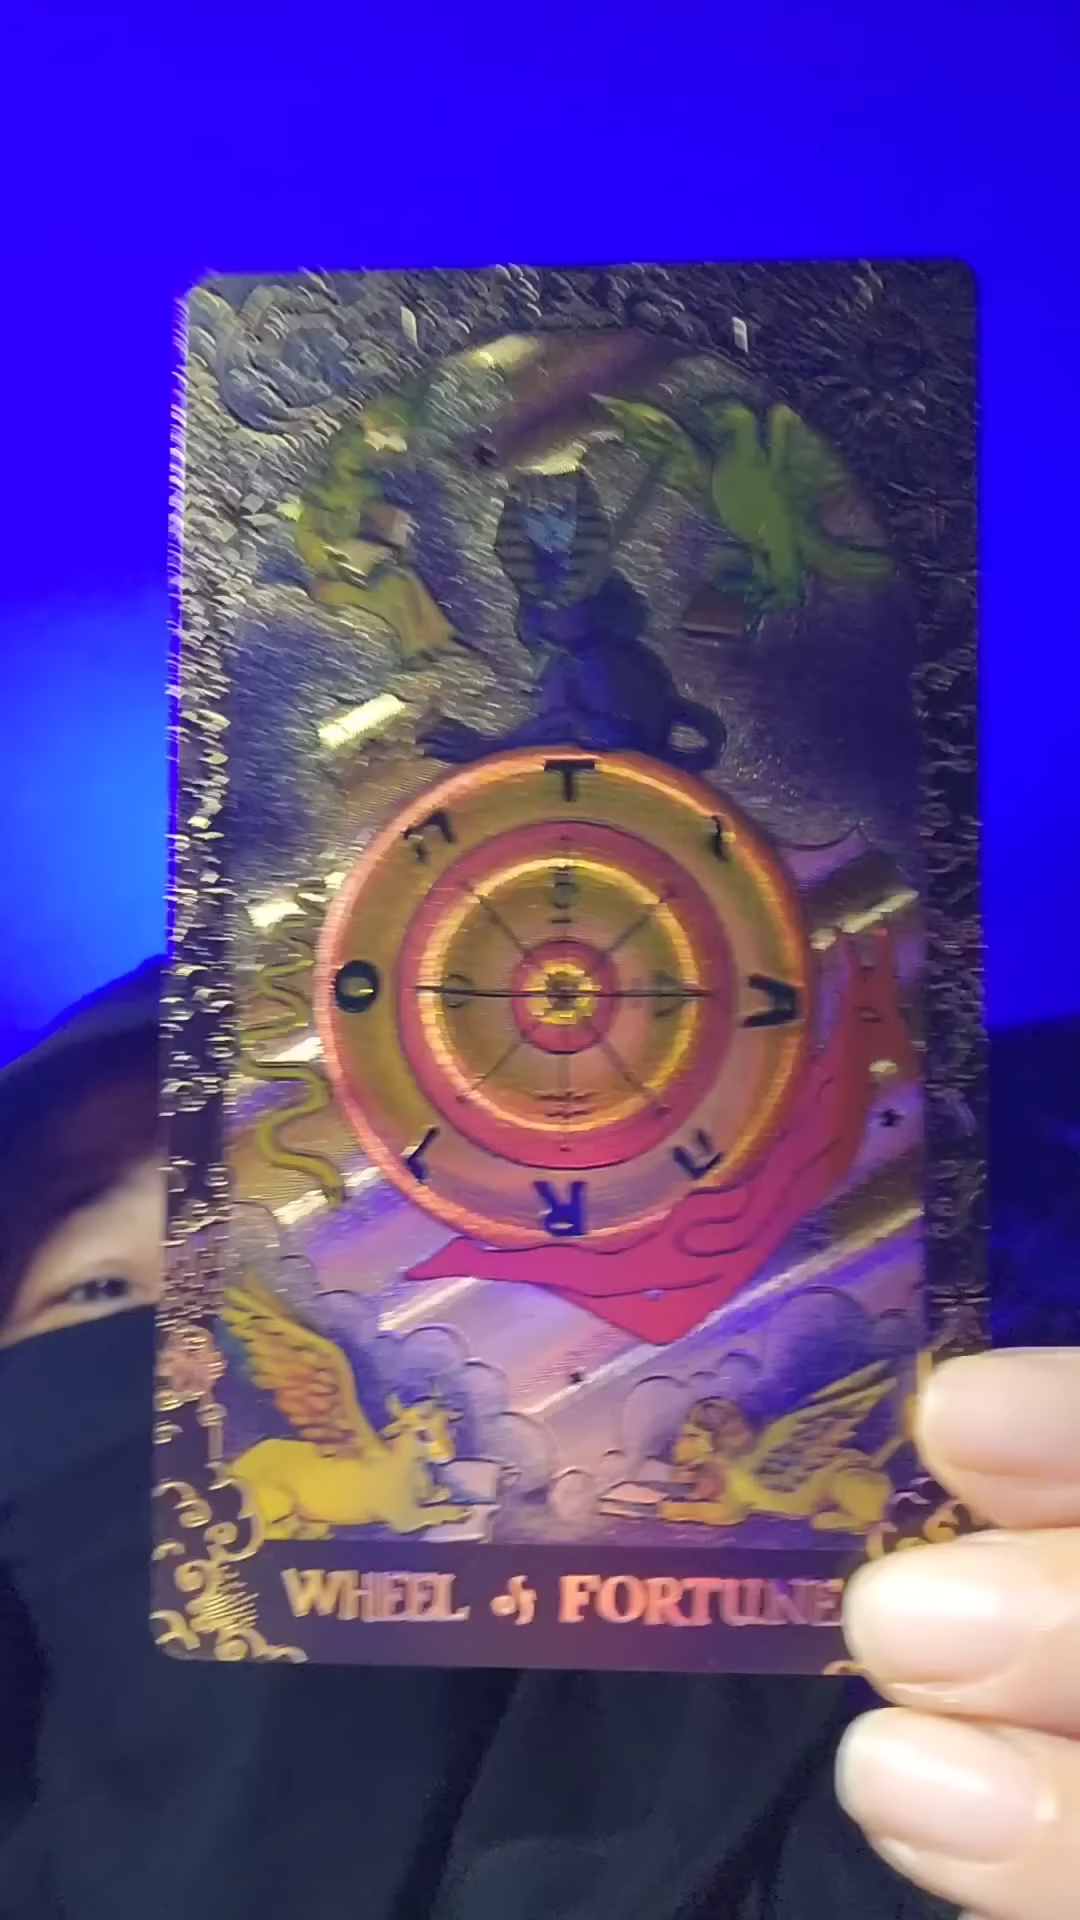 T
ה י
O A
ו ה
R
WHEEL of FORTUNE